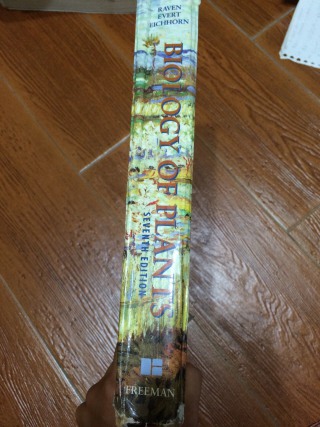 RAVEN
EVERT
EICHHORN
BIOLOGY OF PLANTS
SEVENTH EDITION
FREEMAN